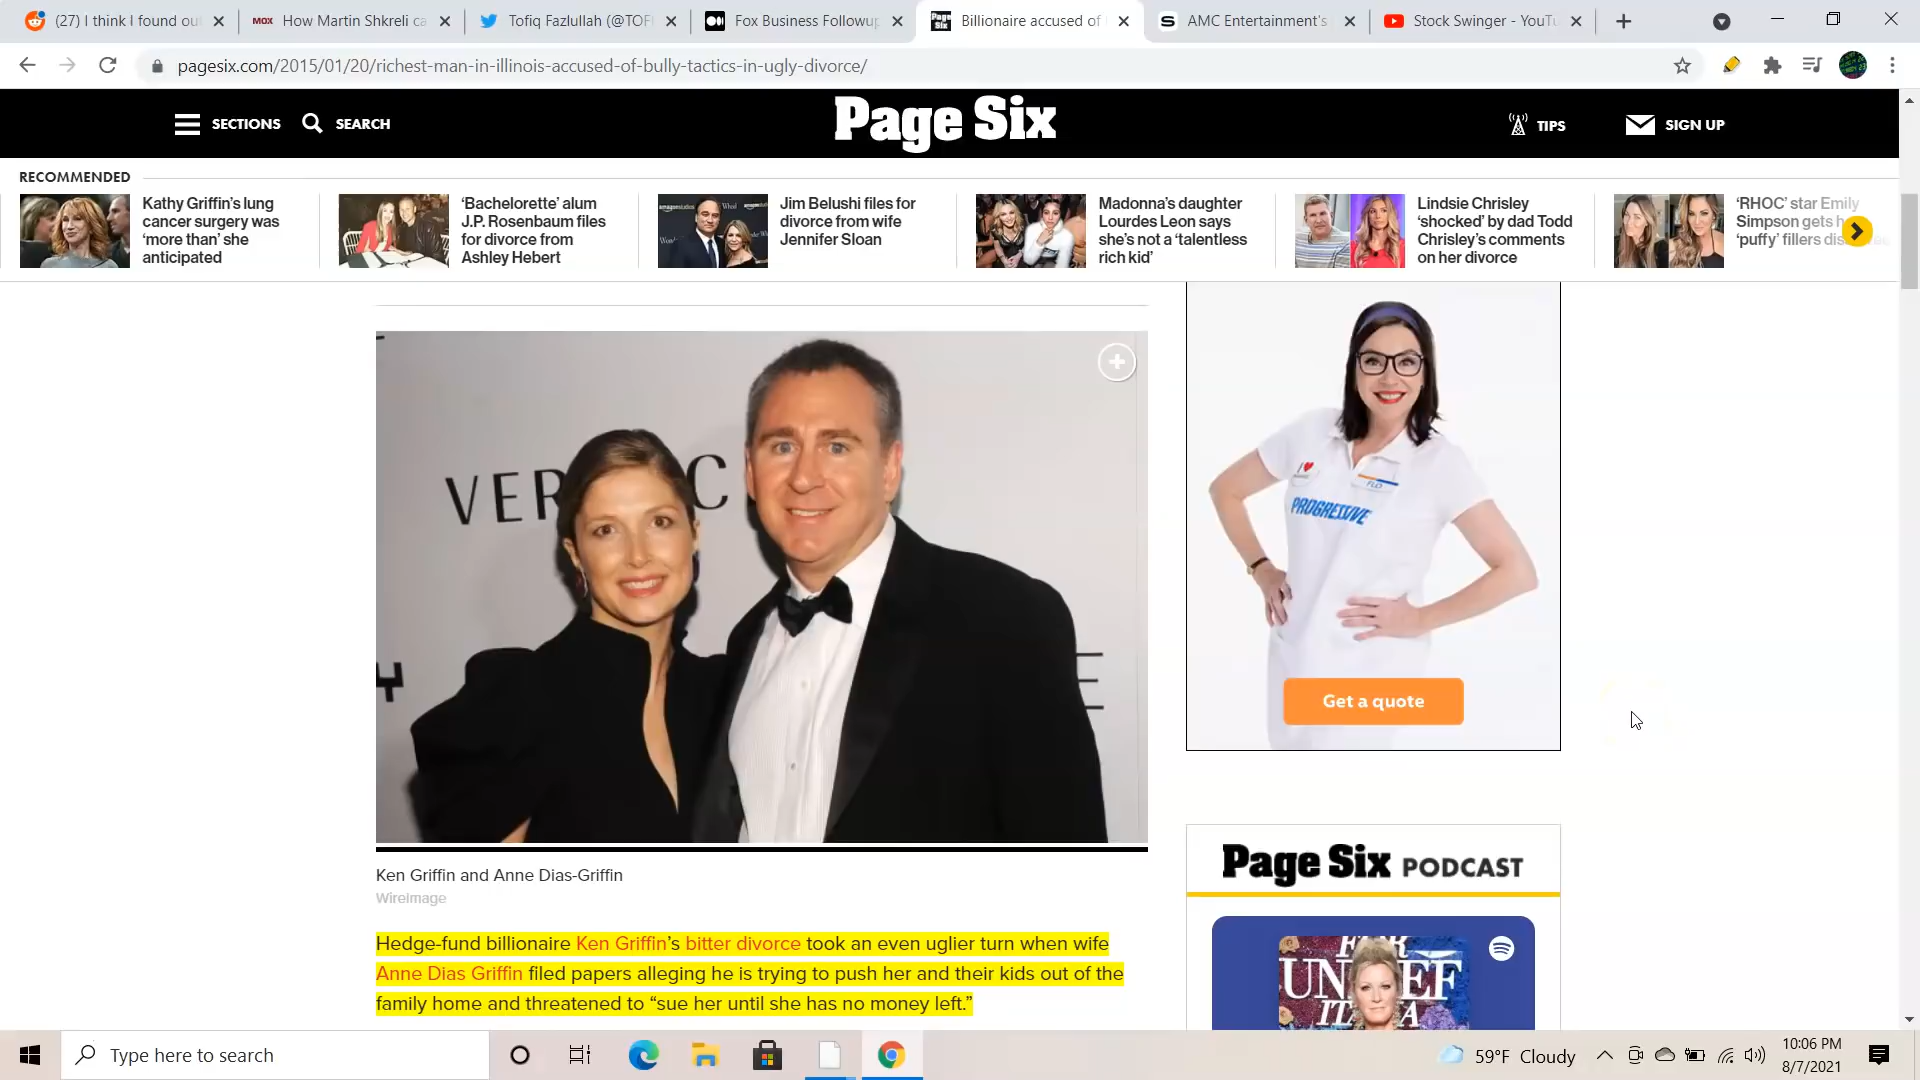 (27) I think I found ou
MOX How Martin Shkreli ca
Tofiq Fazlullah (@TOF
Fox Business Followup
Page Six Billionaire accused of
S AMC Entertainment's
Stock Swinger - YouTu
pagesix.com/2015/01/20/richest-man-in-illinois-accused-of-bully-tactics-in-ugly-divorce/
SECTIONS
SEARCH
Page Six
TIPS
SIGN UP
RECOMMENDED
Kathy Griffin's lung
cancer surgery was
'more than' she
anticipated
'Bachelorette' alum
J.P. Rosenbaum files
for divorce from
Ashley Hebert
Jim Belushi files for
divorce from wife
Jennifer Sloan
Madonna's daughter
Lourdes Leon says
she's not a 'talentless
rich kid'
Lindsie Chrisley
'shocked' by dad Todd
Chrisley's comments
on her divorce
'RHOC' star Emily
Simpson gets
'puffy' fillers
VER C
I
FLO
PROGRESSIVE
Get a quote
Ken Griffin and Anne Dias-Griffin
WireImage
Hedge-fund billionaire Ken Griffin's bitter divorce took an even uglier turn when wife
Anne Dias Griffin filed papers alleging he is trying to push her and their kids out of the
family home and threatened to “sue her until she has no money left.”
Page Six PODCAST
Type here to search
59°F Cloudy
10:06 PM
8/7/2021